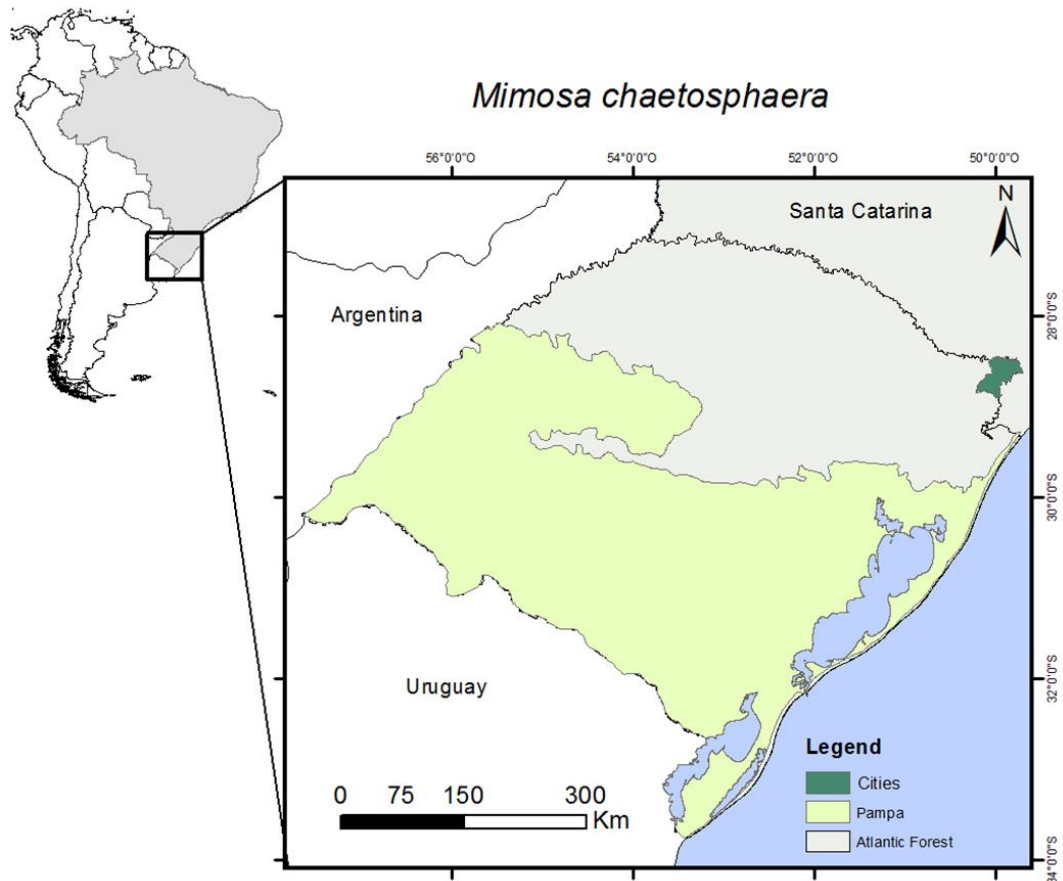 Mimosa chaetosphaera
56°0'0"O 54°0'0"O 52°0'0"O 50°0'0"O
Santa Catarina
N
Argentina
28°0'0"S
30°0'0"S
Uruguay
32°0'0"S
Legend
Cities
Pampa
Atlantic Forest
0 75 150 300
Km
34°0'0"S